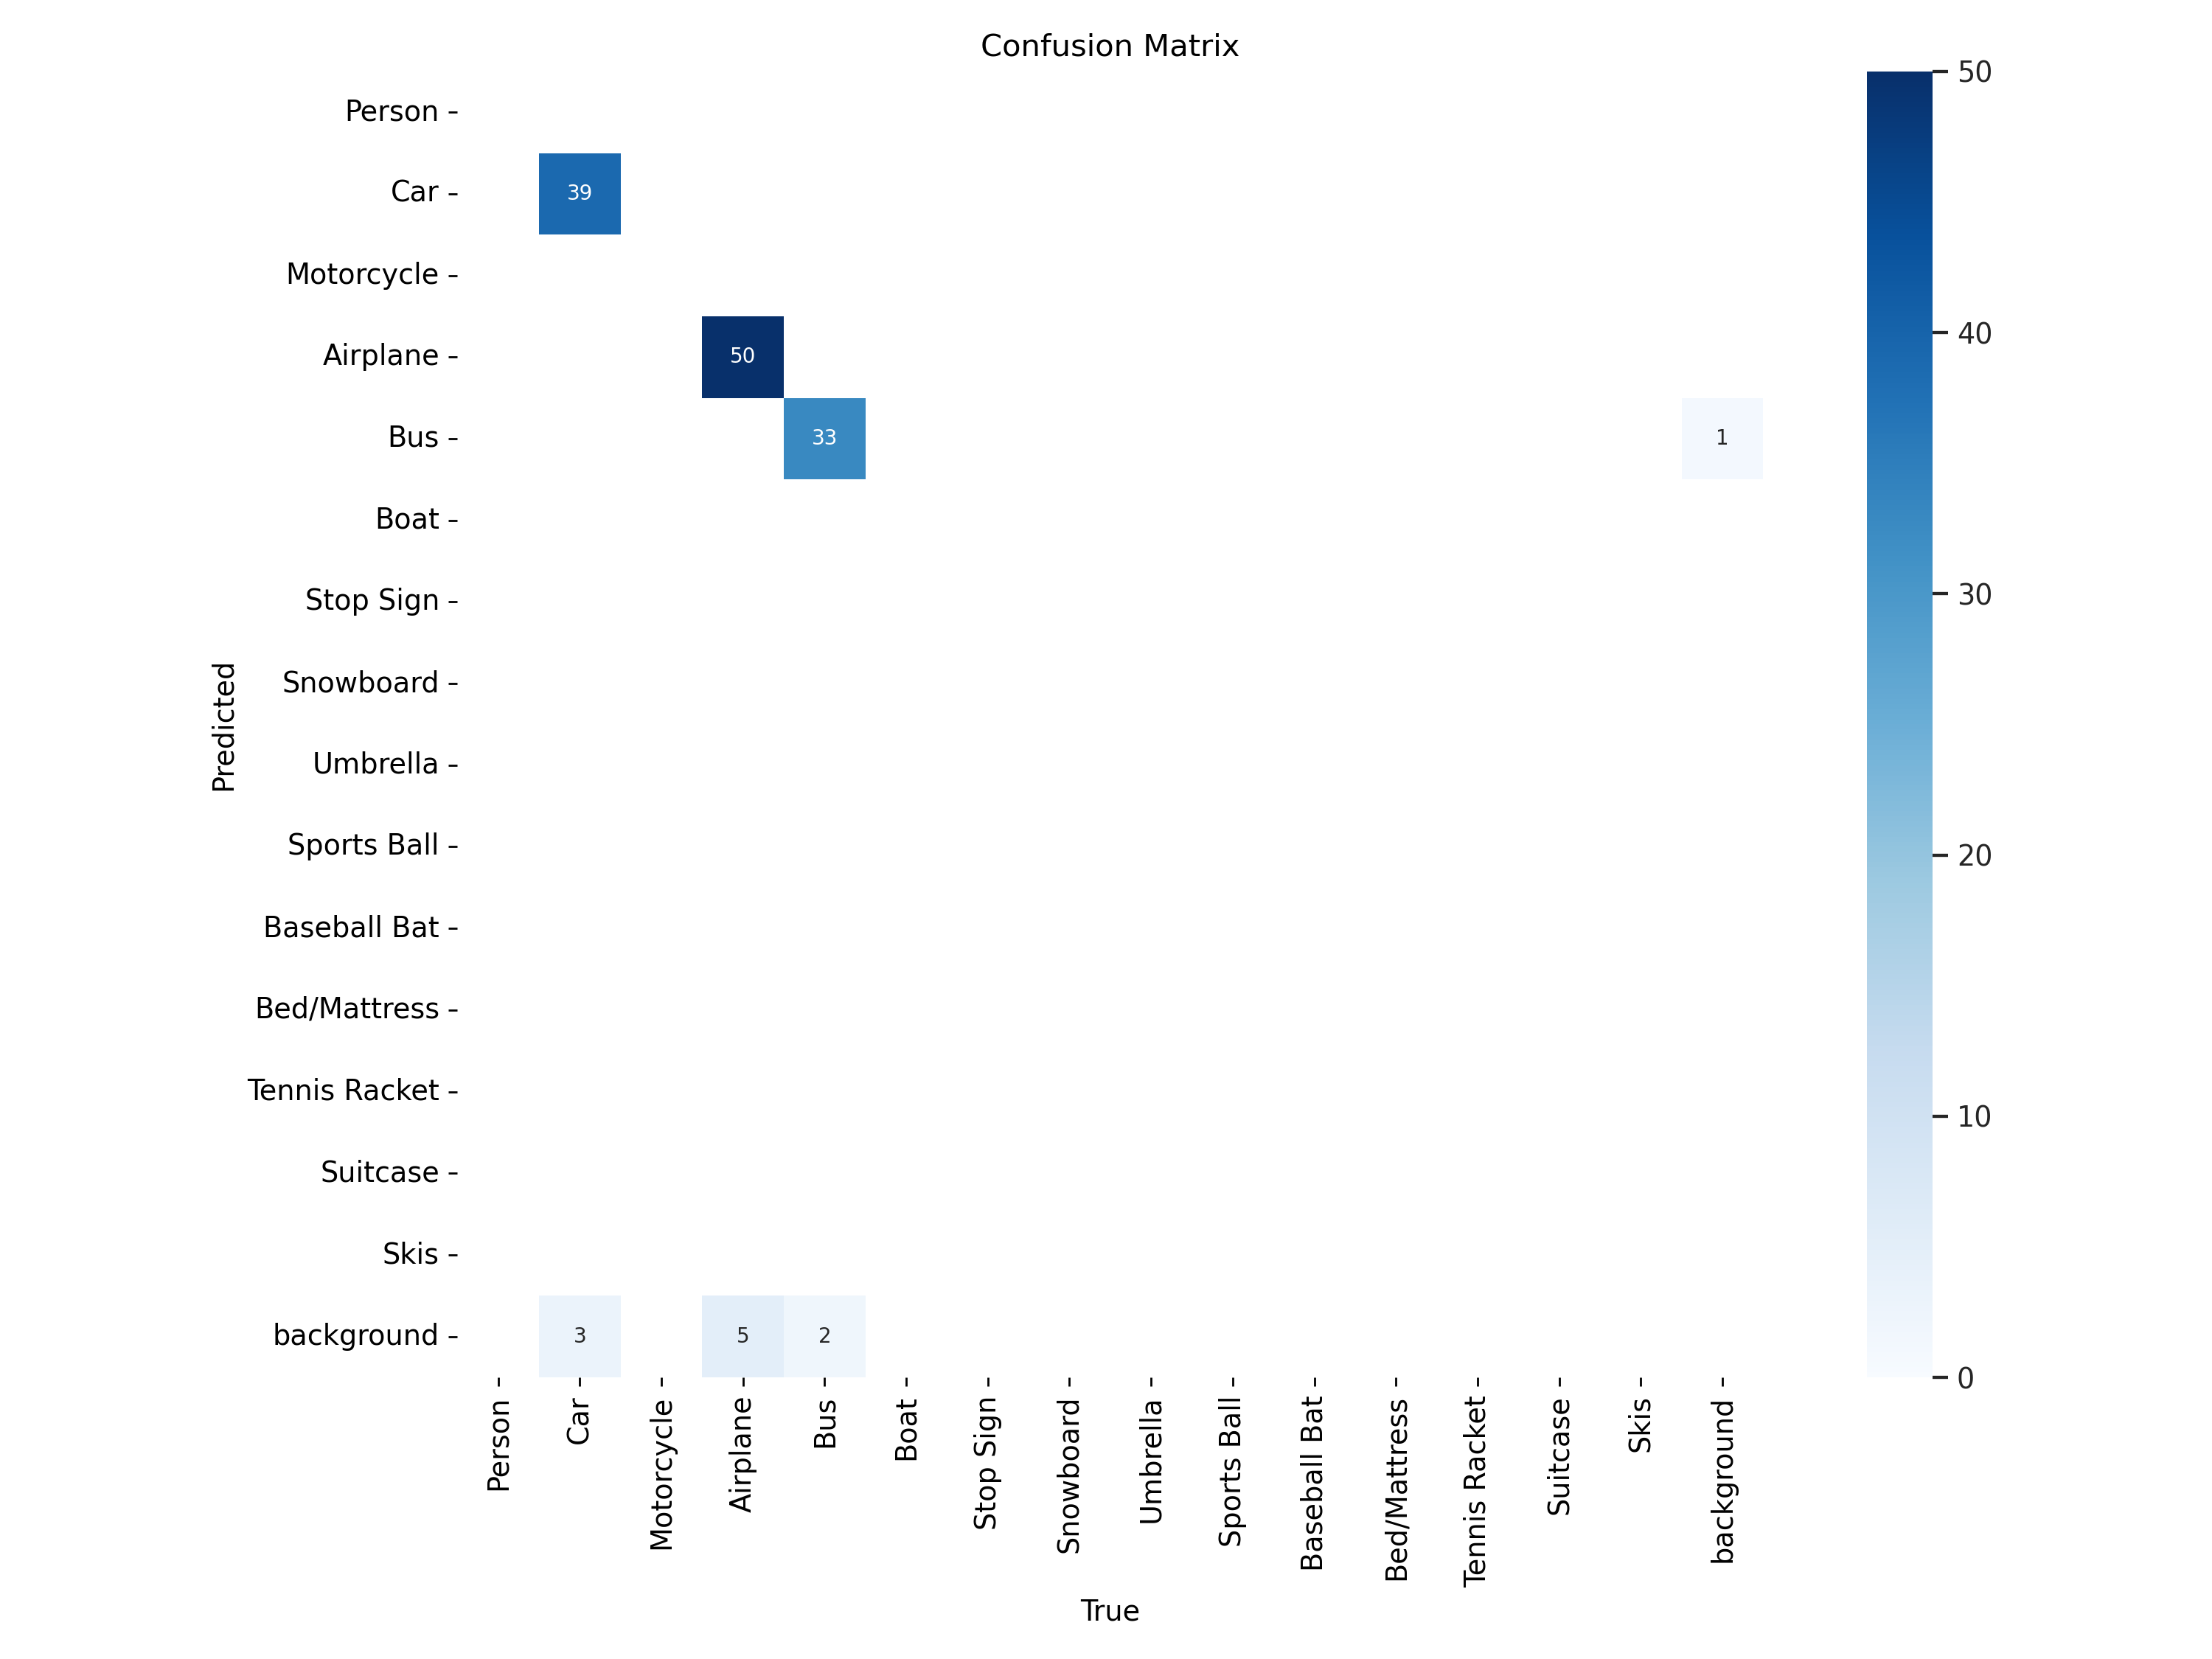 Confusion Matrix
Person
Car
Motorcycle
Airplane
Bus
Boat
Stop Sign
Snowboard
Umbrella
Sports Ball
Baseball Bat
Bed/Mattress
Tennis Racket
Suitcase
Skis
background
Predicted
39
50
33 1
3 5 2
Person Car Motorcycle Airplane Bus Boat Stop Sign Snowboard Umbrella Sports Ball Baseball Bat Bed/Mattress Tennis Racket Suitcase Skis background
True
50
40
30
20
10
0